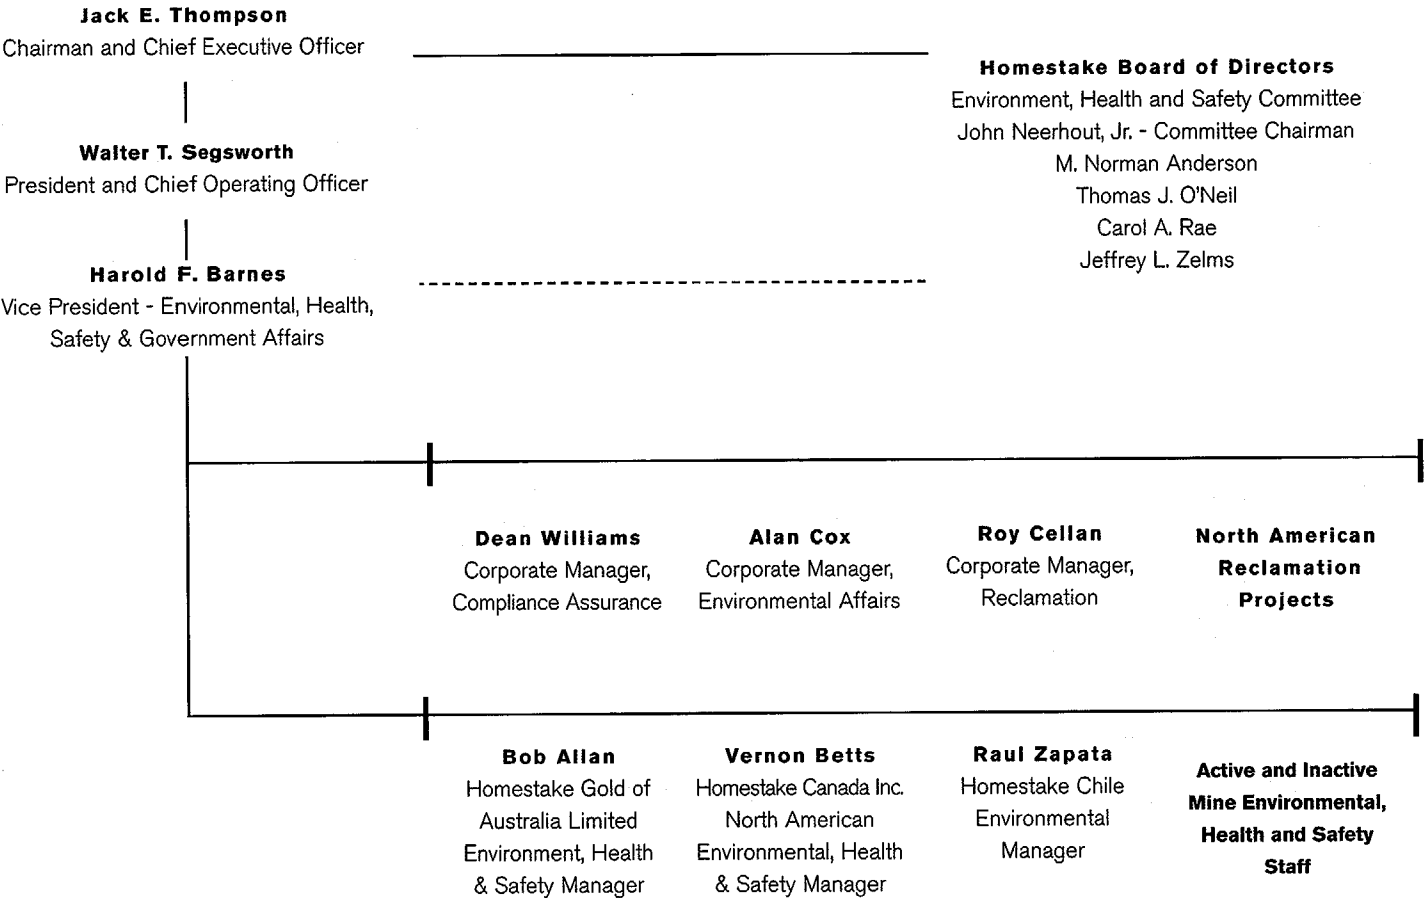 Jack E. Thompson
Chairman and Chief Executive Officer
Walter T. Segsworth
President and Chief Operating Officer
Harold F. Barnes
Vice President - Environmental, Health,
Safety & Government Affairs
Homestake Board of Directors
Environment, Health and Safety Committee
John Neerhout, Jr. - Committee Chairman
M. Norman Anderson
Thomas J. O'Neil
Carol A. Rae
Jeffrey L. Zelms
Dean Williams
Corporate Manager,
Compliance Assurance
Alan Cox
Corporate Manager,
Environmental Affairs
Roy Cellan
Corporate Manager,
Reclamation
North American
Reclamation
Projects
Bob Allan
Homestake Gold of
Australia Limited
Environment, Health
& Safety Manager
Vernon Betts
Homestake Canada Inc.
North American
Environmental, Health
& Safety Manager
Raul Zapata
Homestake Chile
Environmental
Manager
Active and Inactive
Mine Environmental,
Health and Safety
Staff